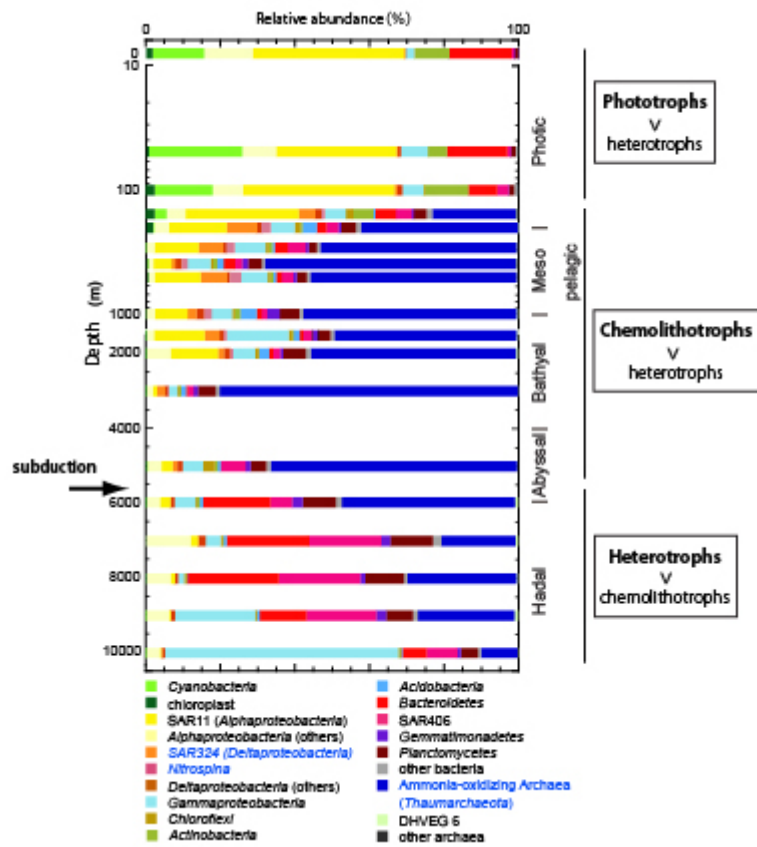 Relative abundance (%)
0
100
0
10
100
1000
2000
4000
6000
8000
10000
Depth (m)
Photic
Meso
Bathyal
Abyssal
Hadal
pelagic
subduction
Phototrophs
∨
heterotrophs
Chemolithotrophs
∨
heterotrophs
Heterotrophs
∨
chemolithotrophs
Cyanobacteria
chloroplast
SAR11 (Alphaproteobacteria)
Alphaproteobacteria (others)
SAR324 (Deltaproteobacteria)
Nitrospina
Deltaproteobacteria (others)
Gammaproteobacteria
Chloroflexi
Actinobacteria
Acidobacteria
Bacteroidetes
SAR406
Gemmatimonadetes
Planctomycetes
other bacteria
Ammonia-oxidizing Archaea
(Thaumarchaeota)
DHVEG 6
other archaea